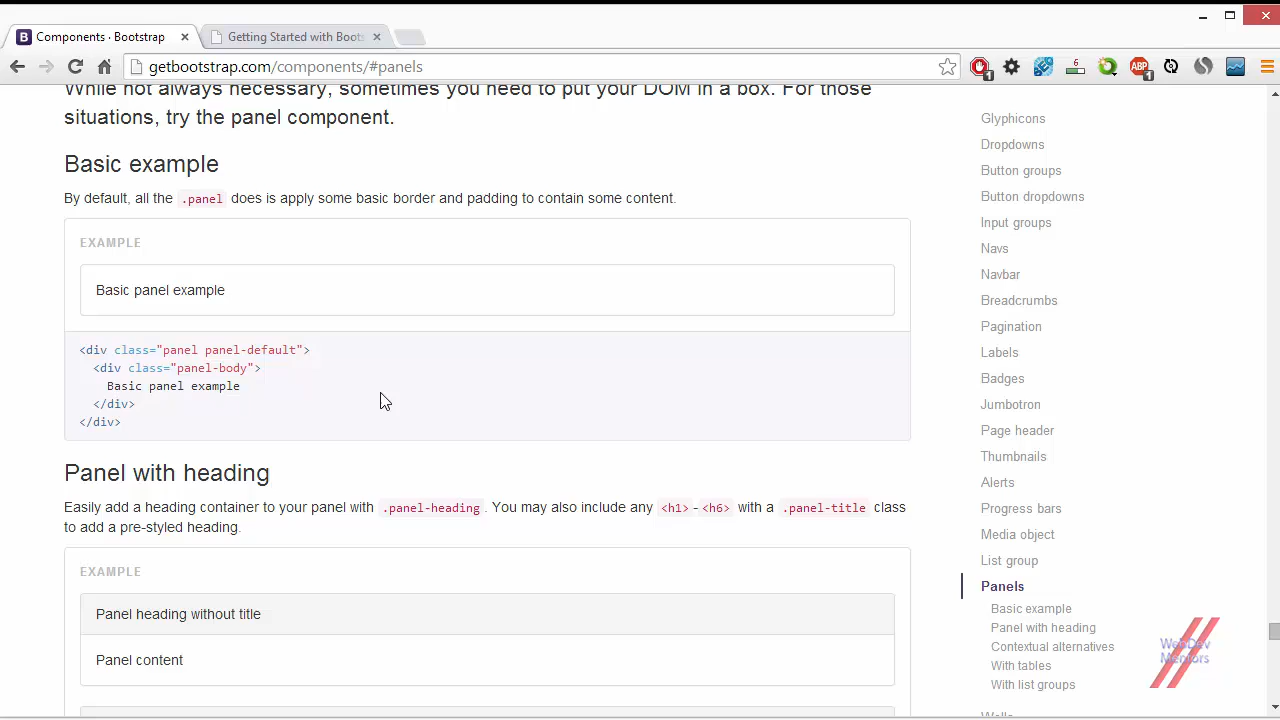 Components · Bootstrap
Getting Started with Boots
getbootstrap.com/components/#panels
1
6
1
While not always necessary, sometimes you need to put your DOM in a box. For those
situations, try the panel component.
Basic example
By default, all the .panel does is apply some basic border and padding to contain some content.
EXAMPLE
Basic panel example
<div class="panel panel-default">
<div class="panel-body">
Basic panel example
</div>
</div>
Panel with heading
Easily add a heading container to your panel with .panel-heading. You may also include any <h1>-<h6> with a .panel-title class
to add a pre-styled heading.
EXAMPLE
Panel heading without title
Panel content
Glyphicons
Dropdowns
Button groups
Button dropdowns
Input groups
Navs
Navbar
Breadcrumbs
Pagination
Labels
Badges
Jumbotron
Page header
Thumbnails
Alerts
Progress bars
Media object
List group
Panels
Basic example
Panel with heading
Contextual alternatives
With tables
With list groups
Wells
WebDev
Mentors